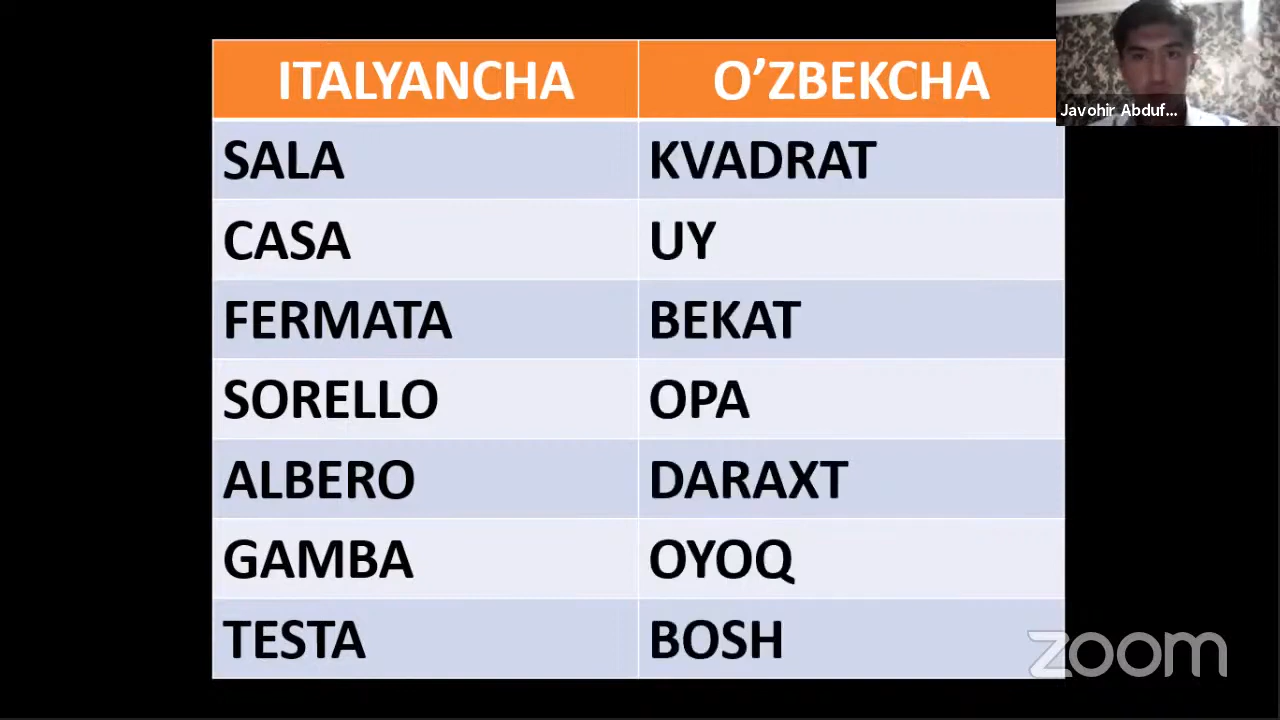 ITALYANCHA O’ZBEKCHA
SALA KVADRAT
CASA UY
FERMATA BEKAT
SORELLO OPA
ALBERO DARAXT
GAMBA OYOQ
TESTA BOSH
Javohir Abduf...
zoom